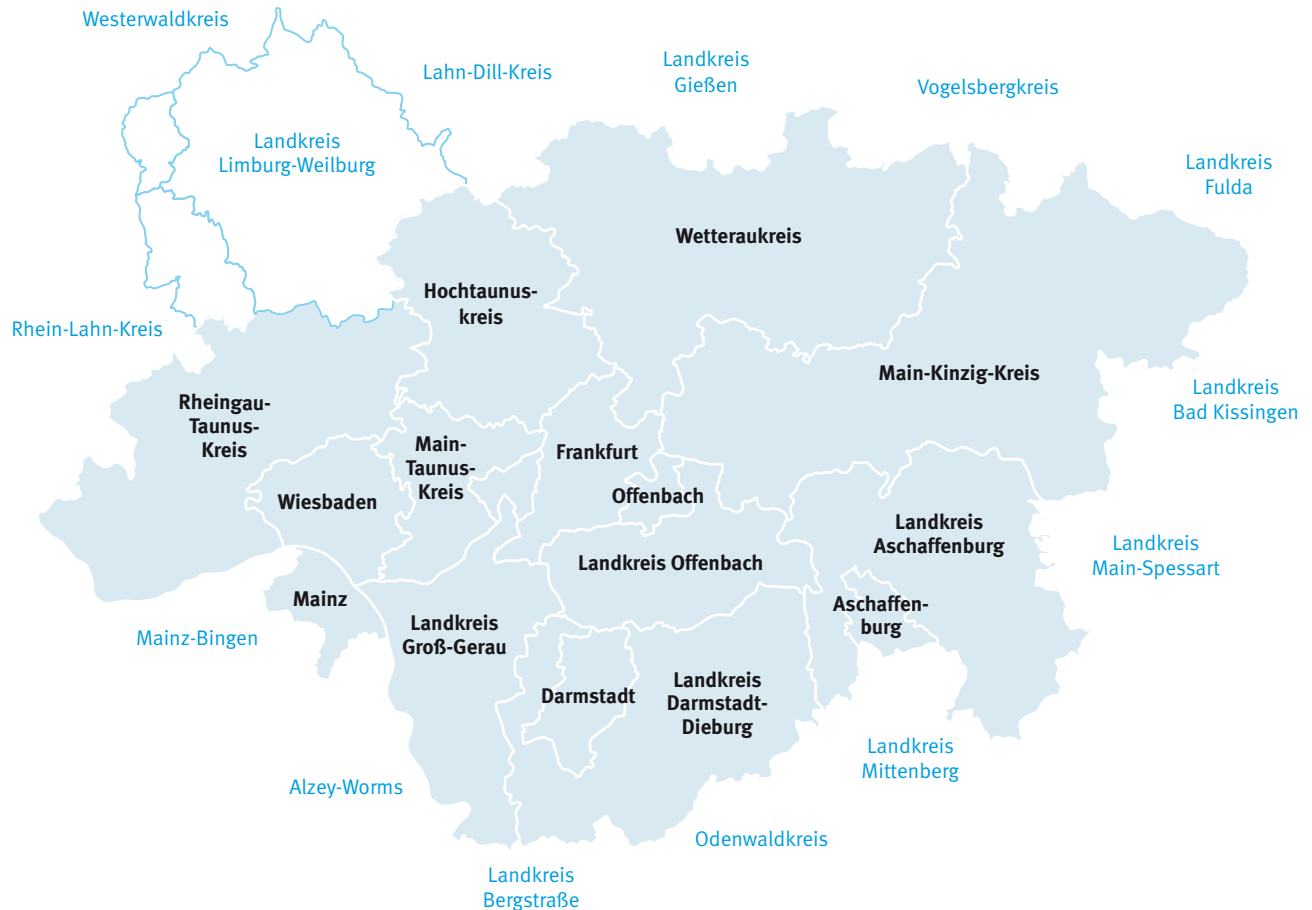 Westerwaldkreis
Lahn-Dill-Kreis
Landkreis
Gießen
Vogelsbergkreis
Landkreis
Limburg-Weilburg
Landkreis
Fulda
Wetteraukreis
Hochtaunus-
kreis
Rhein-Lahn-Kreis
Main-Kinzig-Kreis
Landkreis
Bad Kissingen
Rheingau-
Taunus-
Kreis
Main-
Taunus-
Kreis
Frankfurt
Wiesbaden
Offenbach
Landkreis
Aschaffenburg
Landkreis
Main-Spessart
Landkreis Offenbach
Mainz
Aschaffen-
burg
Mainz-Bingen
Landkreis
Groß-Gerau
Darmstadt
Landkreis
Darmstadt-
Dieburg
Landkreis
Mittenberg
Alzey-Worms
Odenwaldkreis
Landkreis
Bergstraße